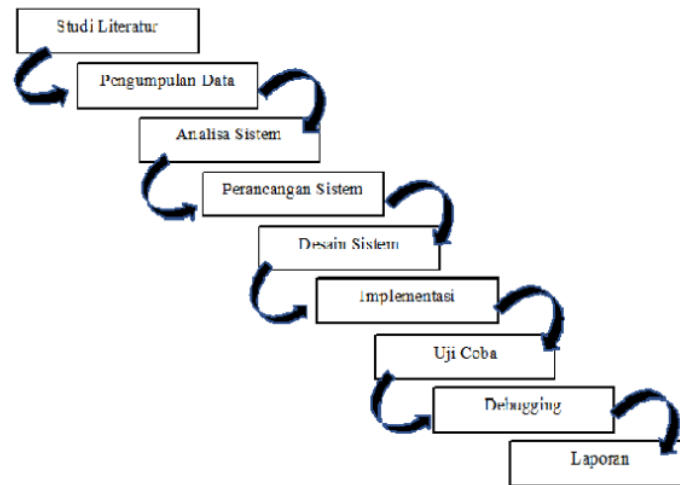 Studi Literatur
Pengumpulan Data
Analisa Sistem
Perancangan Sistem
Desain Sistem
Implementasi
Uji Coba
Debugging
Laporan